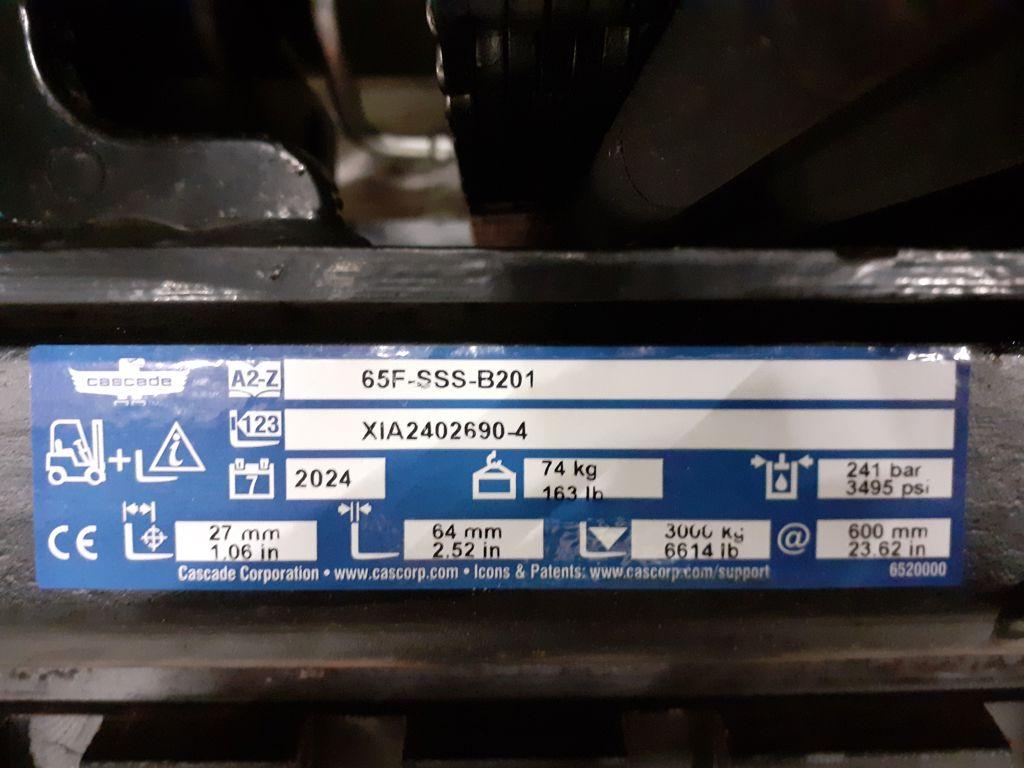 cascade
A2-Z 65F-SSS-B201
123 XIA2402690-4
i
7 2024 74 kg 241 bar
163 lb 3495 psi
CE 27 mm 64 mm 3000 kg @ 600 mm
1.06 in 2.52 in 6614 lb 23.62 in
Cascade Corporation • www.cascorp.com • Icons & Patents: www.cascorp.com/support 6520000